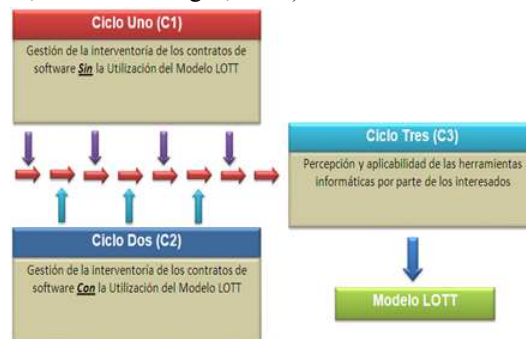 Ciclo Uno (C1)
Gestión de la interventoría de los contratos de
software Sin la Utilización del Modelo LOTT
Ciclo Tres (C3)
Percepción y aplicabilidad de las herramientas
informáticas por parte de los interesados
Ciclo Dos (C2)
Gestión de la interventoría de los contratos de
software Con la Utilización del Modelo LOTT
Modelo LOTT